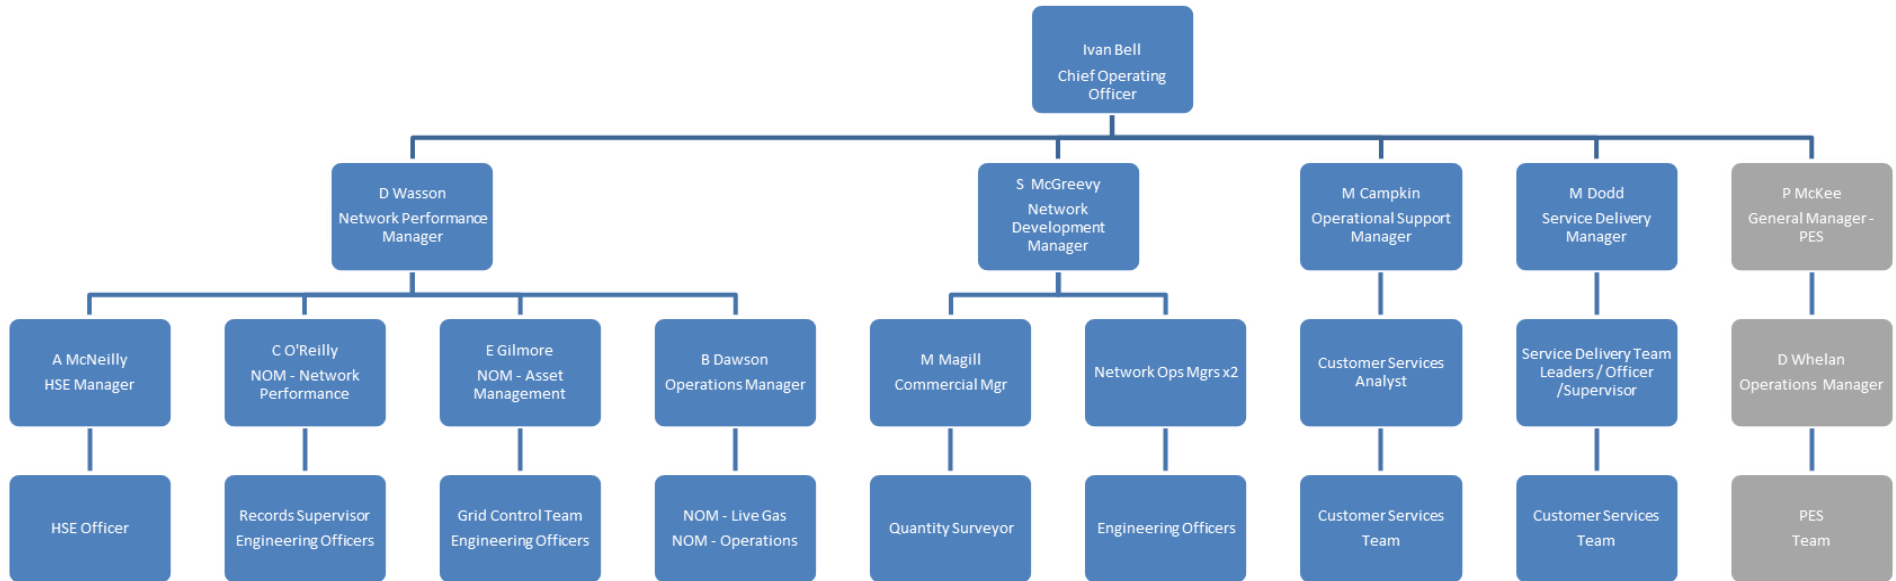 Ivan Bell
Chief Operating
Officer
D Wasson
Network Performance
Manager
S McGreevy
Network
Development
Manager
M Campkin
Operational Support
Manager
M Dodd
Service Delivery
Manager
P McKee
General Manager -
PES
A McNeilly
HSE Manager
C O'Reilly
NOM - Network
Performance
E Gilmore
NOM - Asset
Management
B Dawson
Operations Manager
M Magill
Commercial Mgr
Network Ops Mgrs x2
Customer Services
Analyst
Service Delivery Team
Leaders / Officer
/Supervisor
D Whelan
Operations Manager
HSE Officer
Records Supervisor
Engineering Officers
Grid Control Team
Engineering Officers
NOM - Live Gas
NOM - Operations
Quantity Surveyor
Engineering Officers
Customer Services
Team
Customer Services
Team
PES
Team